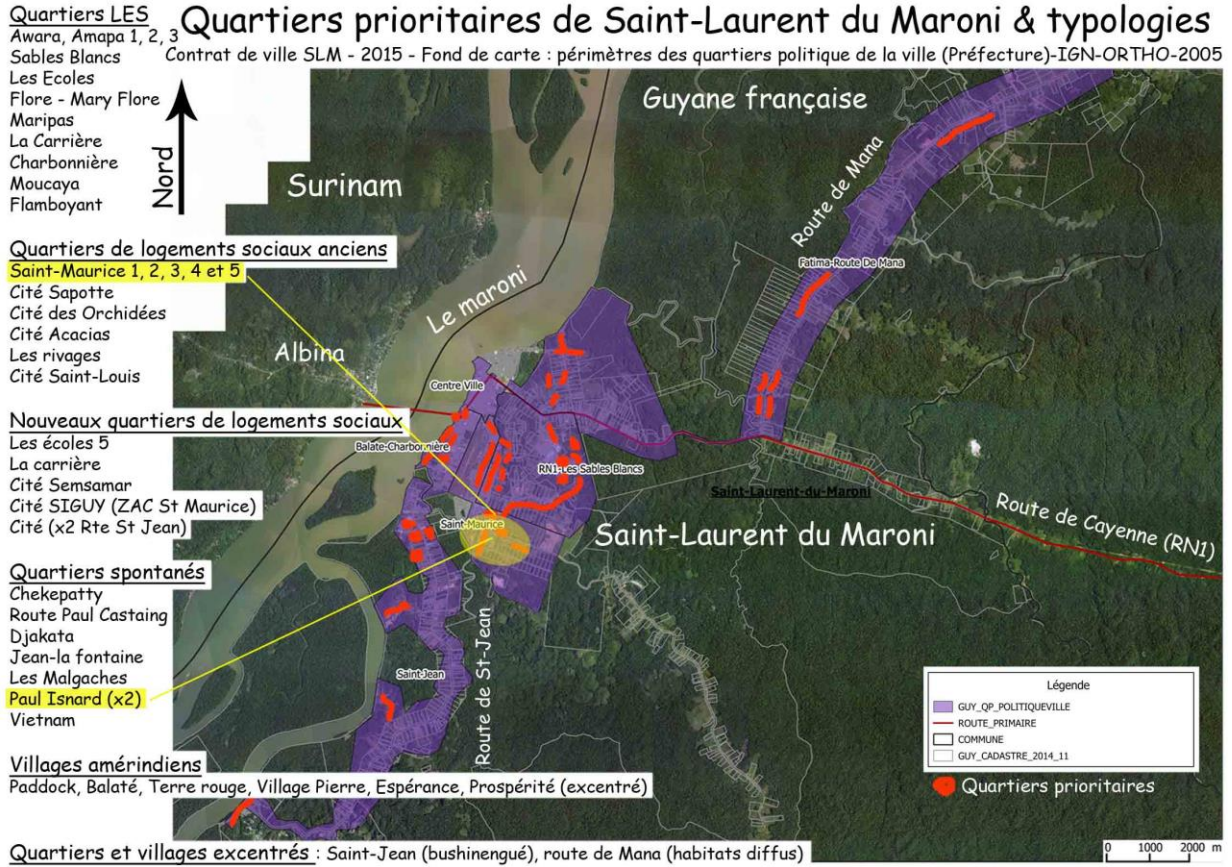 Quartiers prioritaires de Saint-Laurent du Maroni & typologies
Contrat de ville SLM - 2015 - Fond de carte : périmètres des quartiers politique de la ville (Préfecture)-IGN-ORTHO-2005
Quartiers LES
Awara, Amapa 1, 2, 3
Sables Blancs
Les Ecoles
Flore - Mary Flore
Maripas
La Carrière
Charbonnière
Moucaya
Flamboyant
Nord
Quartiers de logements sociaux anciens
Saint-Maurice 1, 2, 3, 4 et 5
Cité Sapotte
Cité des Orchidées
Cité Acacias
Les rivages
Cité Saint-Louis
Nouveaux quartiers de logements sociaux
Les écoles 5
La carrière
Cité Semsamar
Cité SIGUY (ZAC St Maurice)
Cité (x2 Rte St Jean)
Quartiers spontanés
Chekepatty
Route Paul Castaing
Djakata
Jean-la fontaine
Les Malgaches
Paul Isnard (x2)
Vietnam
Villages amérindiens
Paddock, Balaté, Terre rouge, Village Pierre, Espérance, Prospérité (excentré)
Quartiers et villages excentrés : Saint-Jean (bushinengué), route de Mana (habitats diffus)
Guyane française
Surinam
Route de Mana
Fatima-Route De Mana
Le maroni
Albina
Centre Ville
Balate-Charbonnière
RN1-Les Sables Blancs
Saint-Laurent-du-Maroni
Route de Cayenne (RN1)
Saint-Maurice
Saint-Laurent du Maroni
Route de St-Jean
Saint-Jean
Légende
GUY_QP_POLITIQUEVILLE
ROUTE_PRIMAIRE
COMMUNE
GUY_CADASTRE_2014_11
Quartiers prioritaires
0 1000 2000 m